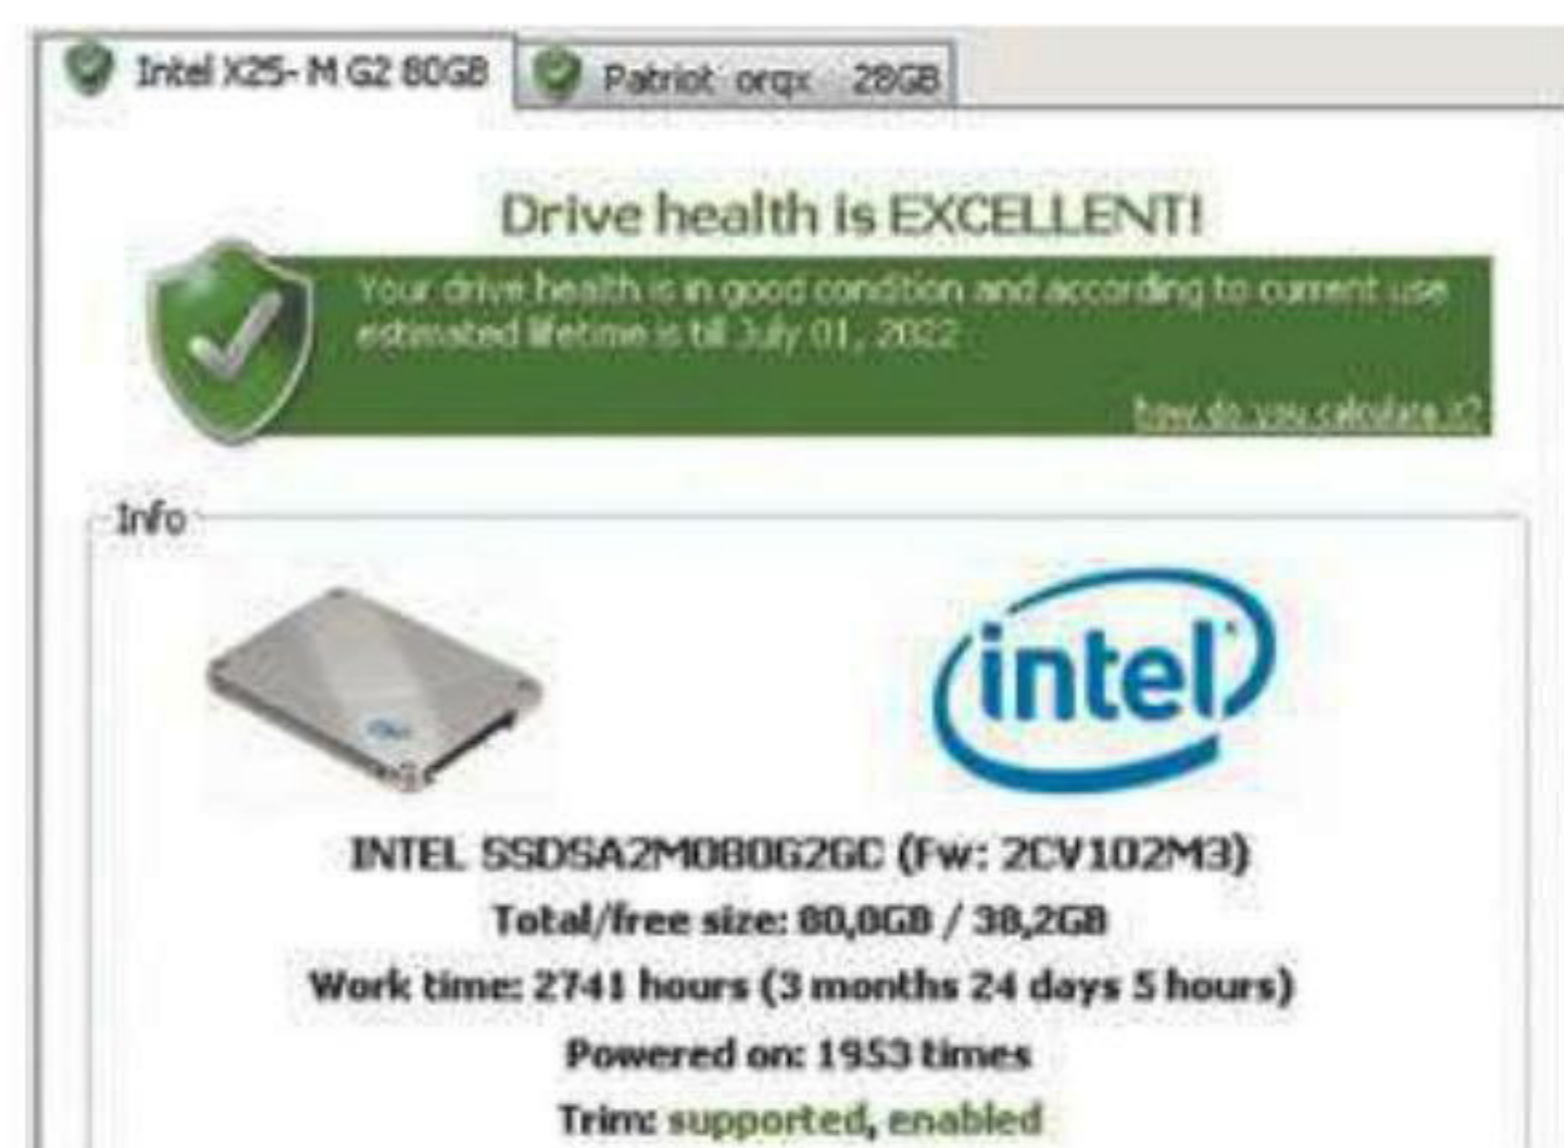 Intel X25-M G2 80GB
Patriot orqx 28GB
Drive health is EXCELLENT!
Your drive health is in good condition and according to current use
estimated lifetime is till July 01, 2022
how do you calculate it?
Info
intel
INTEL SSDSA2M080G2GC (Fw: 2CV102M3)
Total/free size: 80,0GB / 38,2GB
Work time: 2741 hours (3 months 24 days 5 hours)
Powered on: 1953 times
Trim: supported, enabled